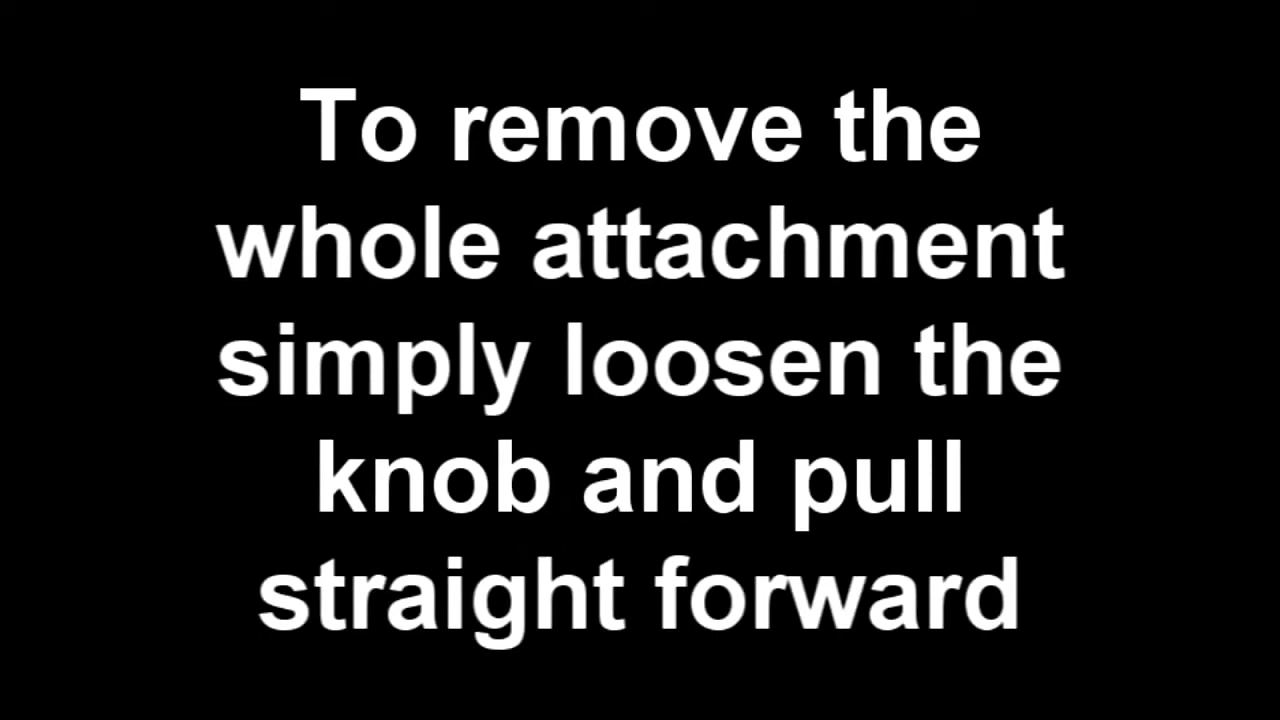 To remove the
whole attachment
simply loosen the
knob and pull
straight forward